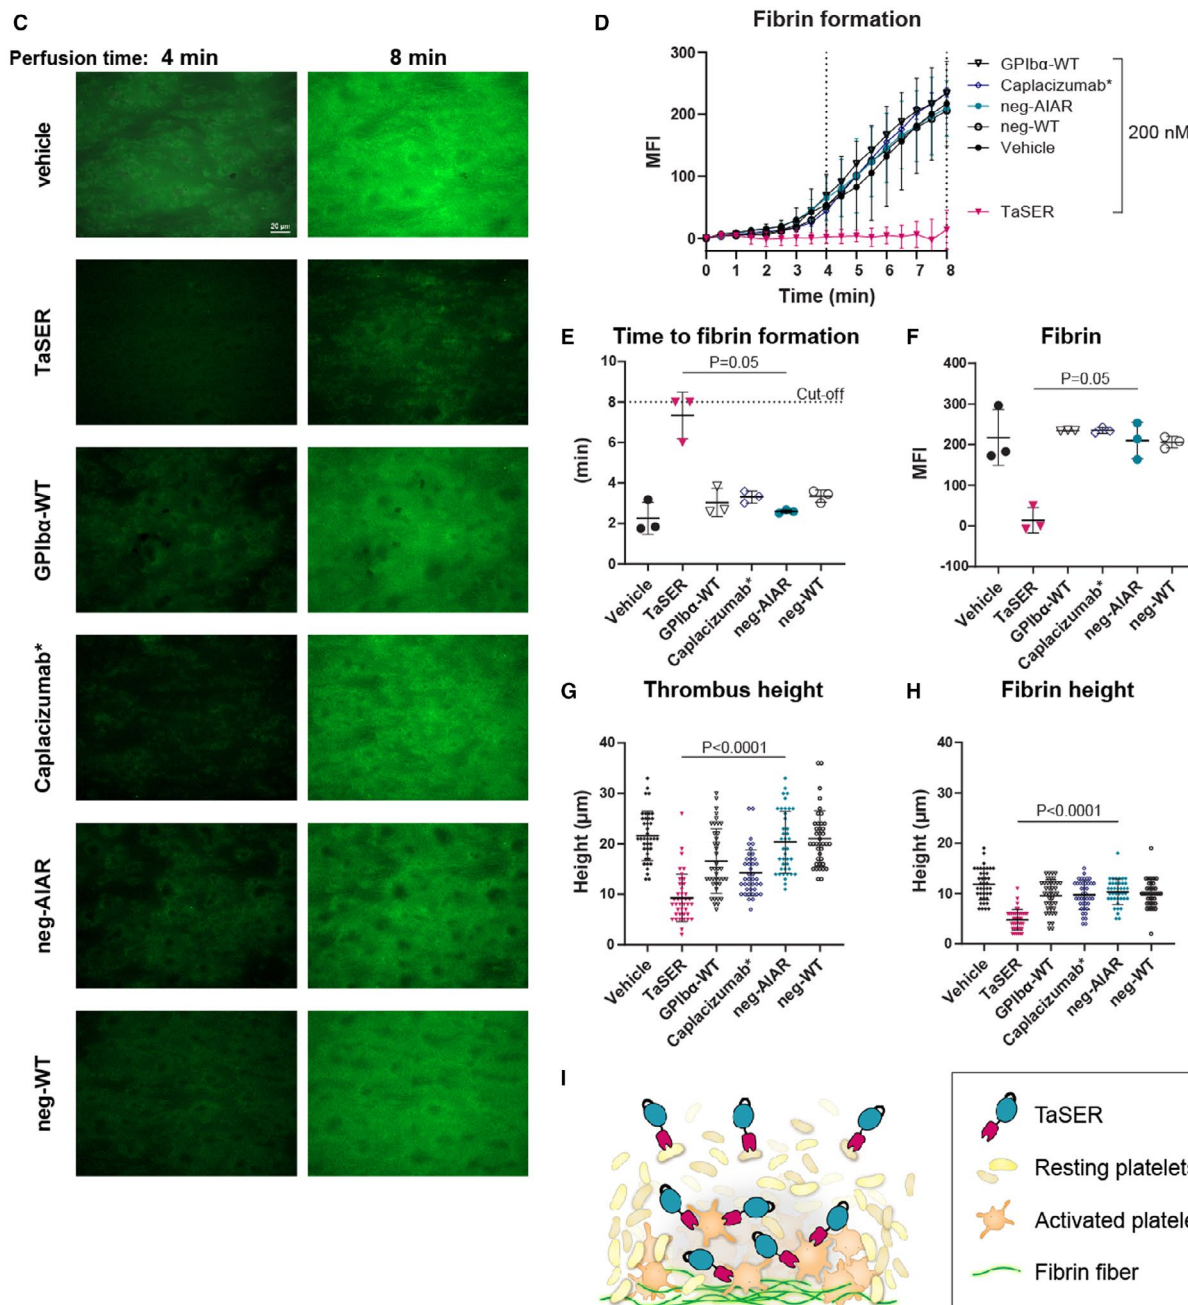 C
Perfusion time: 4 min 8 min
vehicle
20 µm
TaSER
GPIbα-WT
Caplacizumab*
neg-AIAR
neg-WT
D Fibrin formation
MFI
300
200
100
0
0 1 2 3 4 5 6 7 8
Time (min)
GPIbα-WT
Caplacizumab*
neg-AIAR
neg-WT
Vehicle
TaSER
200 nM
E Time to fibrin formation
(min)
10
8
6
4
2
0
P=0.05
Cut-off
Vehicle
TaSER
GPIbα-WT
Caplacizumab*
neg-AIAR
neg-WT
F Fibrin
MFI
400
300
200
100
0
-100
P=0.05
Vehicle
TaSER
GPIbα-WT
Caplacizumab*
neg-AIAR
neg-WT
G Thrombus height
Height (µm)
40
30
20
10
0
P<0.0001
Vehicle
TaSER
GPIbα-WT
Caplacizumab*
neg-AIAR
neg-WT
H Fibrin height
Height (µm)
40
30
20
10
0
P<0.0001
Vehicle
TaSER
GPIbα-WT
Caplacizumab*
neg-AIAR
neg-WT
I
TaSER
Resting platelets
Activated platele
Fibrin fiber